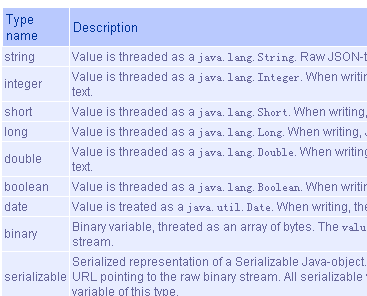 Type name Description
string Value is threaded as a java.lang.String. Raw JSON-t
integer Value is threaded as a java.lang.Integer. When writin
text.
short Value is threaded as a java.lang.Short. When writing,
long Value is threaded as a java.lang.Long. When writing, J
double Value is threaded as a java.lang.Double. When writing
text.
boolean Value is threaded as a java.lang.Boolean. When writin
date Value is treated as a java.util.Date. When writing, the
binary Binary variable, threated as an array of bytes. The valu
stream.
serializable Serialized representation of a Serializable Java-object.
URL pointing to the raw binary stream. All serializable v
variable of this type.